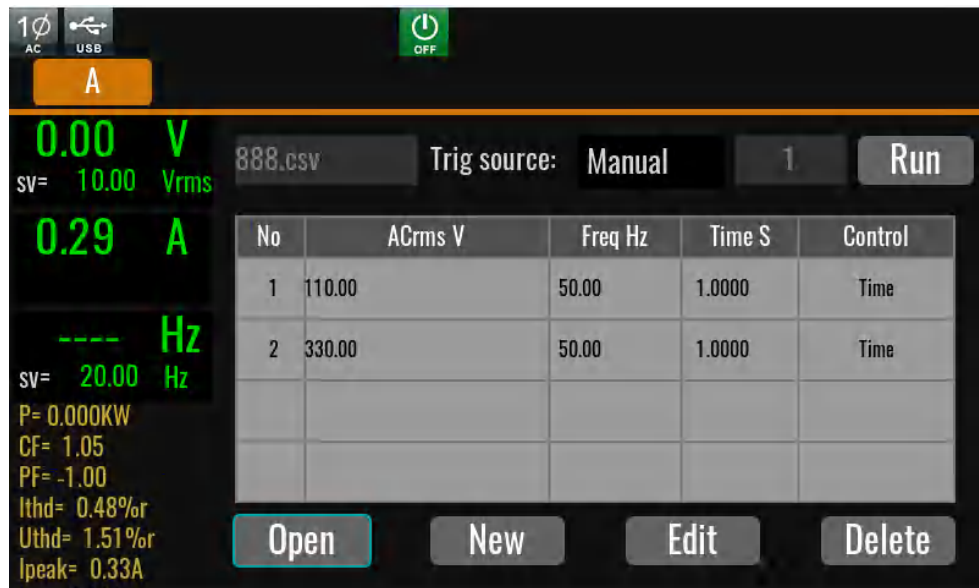 1Ø
AC
USB
OFF
A
0.00 V
sv= 10.00 Vrms
0.29 A
---- Hz
sv= 20.00 Hz
P= 0.000KW
CF= 1.05
PF= -1.00
Ithd= 0.48%r
Uthd= 1.51%r
Ipeak= 0.33A
888.csv Trig source: Manual 1 Run
No ACrms V Freq Hz Time S Control
1 110.00 50.00 1.0000 Time
2 330.00 50.00 1.0000 Time
Open New Edit Delete